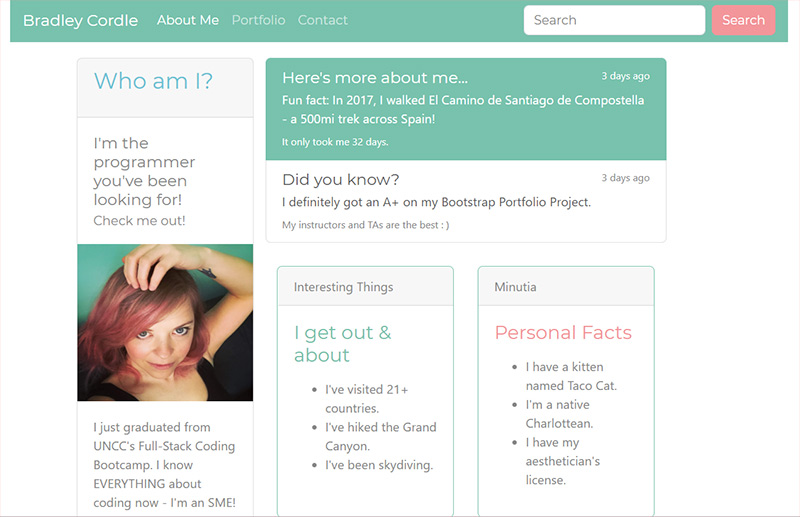 Bradley Cordle About Me Portfolio Contact Search Search
Who am I?
I'm the
programmer
you've been
looking for!
Check me out!
I just graduated from
UNCC's Full-Stack Coding
Bootcamp. I know
EVERYTHING about
coding now - I'm an SME!
Here's more about me... 3 days ago
Fun fact: In 2017, I walked El Camino de Santiago de Compostella
- a 500mi trek across Spain!
It only took me 32 days.
Did you know? 3 days ago
I definitely got an A+ on my Bootstrap Portfolio Project.
My instructors and TAs are the best : )
Interesting Things
I get out &
about
• I've visited 21+
countries.
• I've hiked the Grand
Canyon.
• I've been skydiving.
Minutia
Personal Facts
• I have a kitten
named Taco Cat.
• I'm a native
Charlottean.
• I have my
aesthetician's
license.